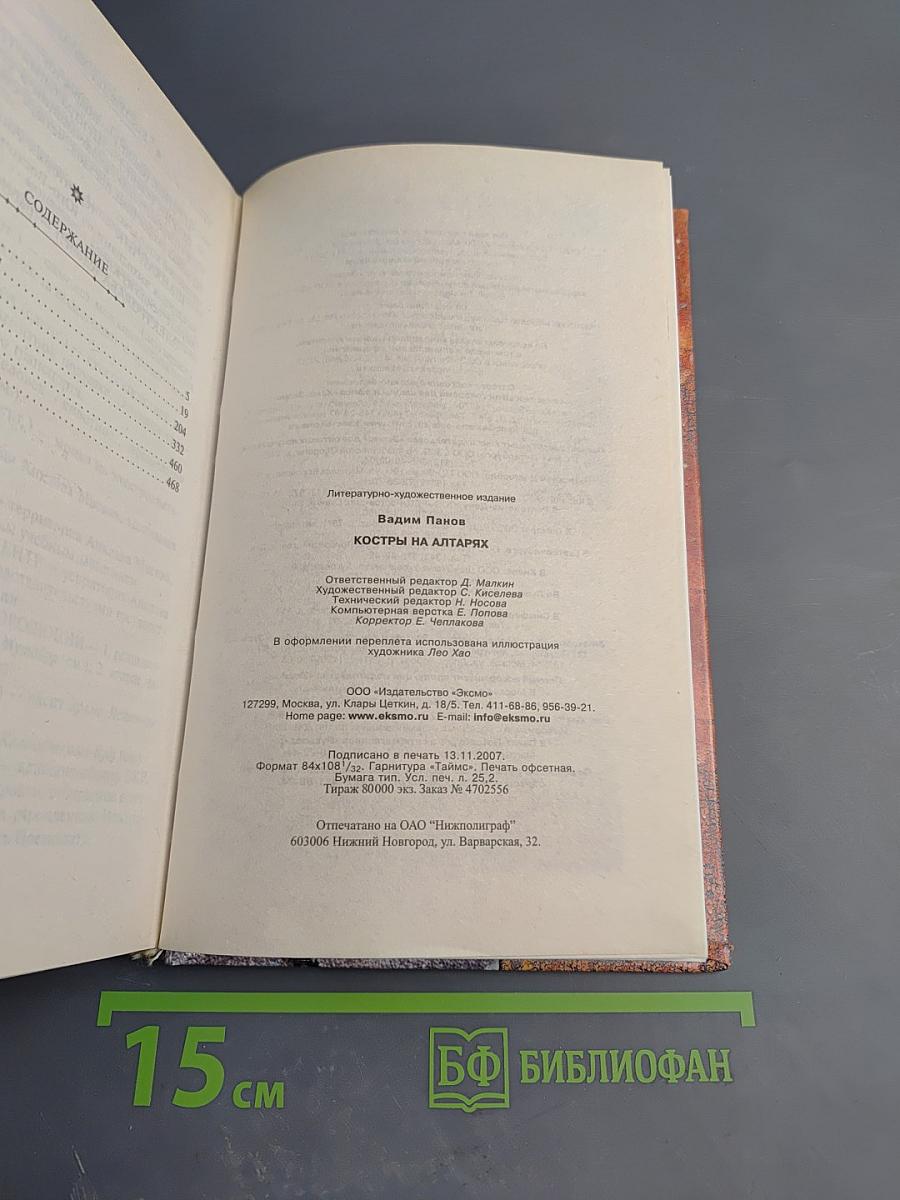 СОДЕРЖАНИЕ
5
19
204
332
460
468
Литературно-художественное издание
Вадим Панов
КОСТРЫ НА АЛТАРЯХ
Ответственный редактор Д. Малкин
Художественный редактор С. Киселева
Технический редактор Н. Носова
Компьютерная верстка Е. Попова
Корректор Е. Чеплакова
В оформлении переплета использована иллюстрация
художника Лео Хао
ООО «Издательство «Эксмо»
127299, Москва, ул. Клары Цеткин, д. 18/5. Тел. 411-68-86, 956-39-21.
Home page: www.eksmo.ru E-mail: info@eksmo.ru
Подписано в печать 13.11.2007.
Формат 84x108 1/32. Гарнитура «Таймс». Печать офсетная.
Бумага тип. Усл. печ. л. 25,2.
Тираж 80000 экз. Заказ № 4702556
Отпечатано на ОАО "Нижполиграф"
603006 Нижний Новгород, ул. Варварская, 32.
15 см
БФ БИБЛИОФАН